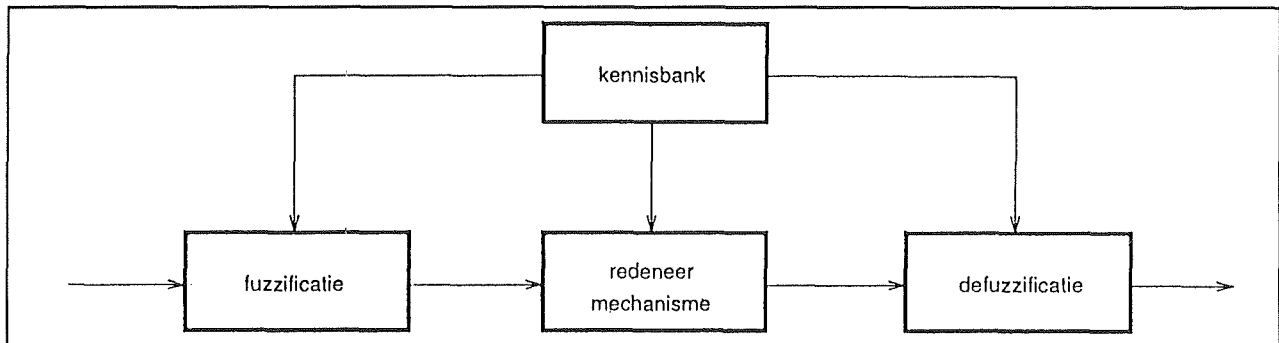 kennisbank
fuzzificatie
redeneer
mechanisme
defuzzificatie